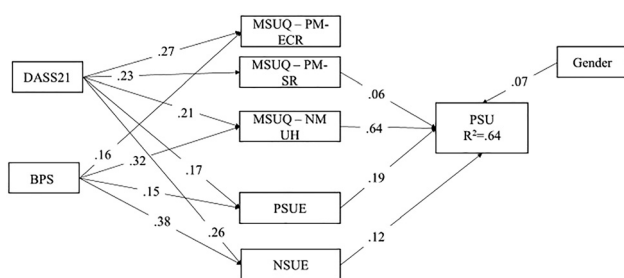 MSUQ – PM-
ECR
.27
MSUQ – PM-
SR
Gender
DASS21
.23
.06
.07
.21
MSUQ – NM
UH
.64
PSU
R²=.64
.16
.32
BPS
.17
.15
PSUE
.19
.38
.26
NSUE
.12